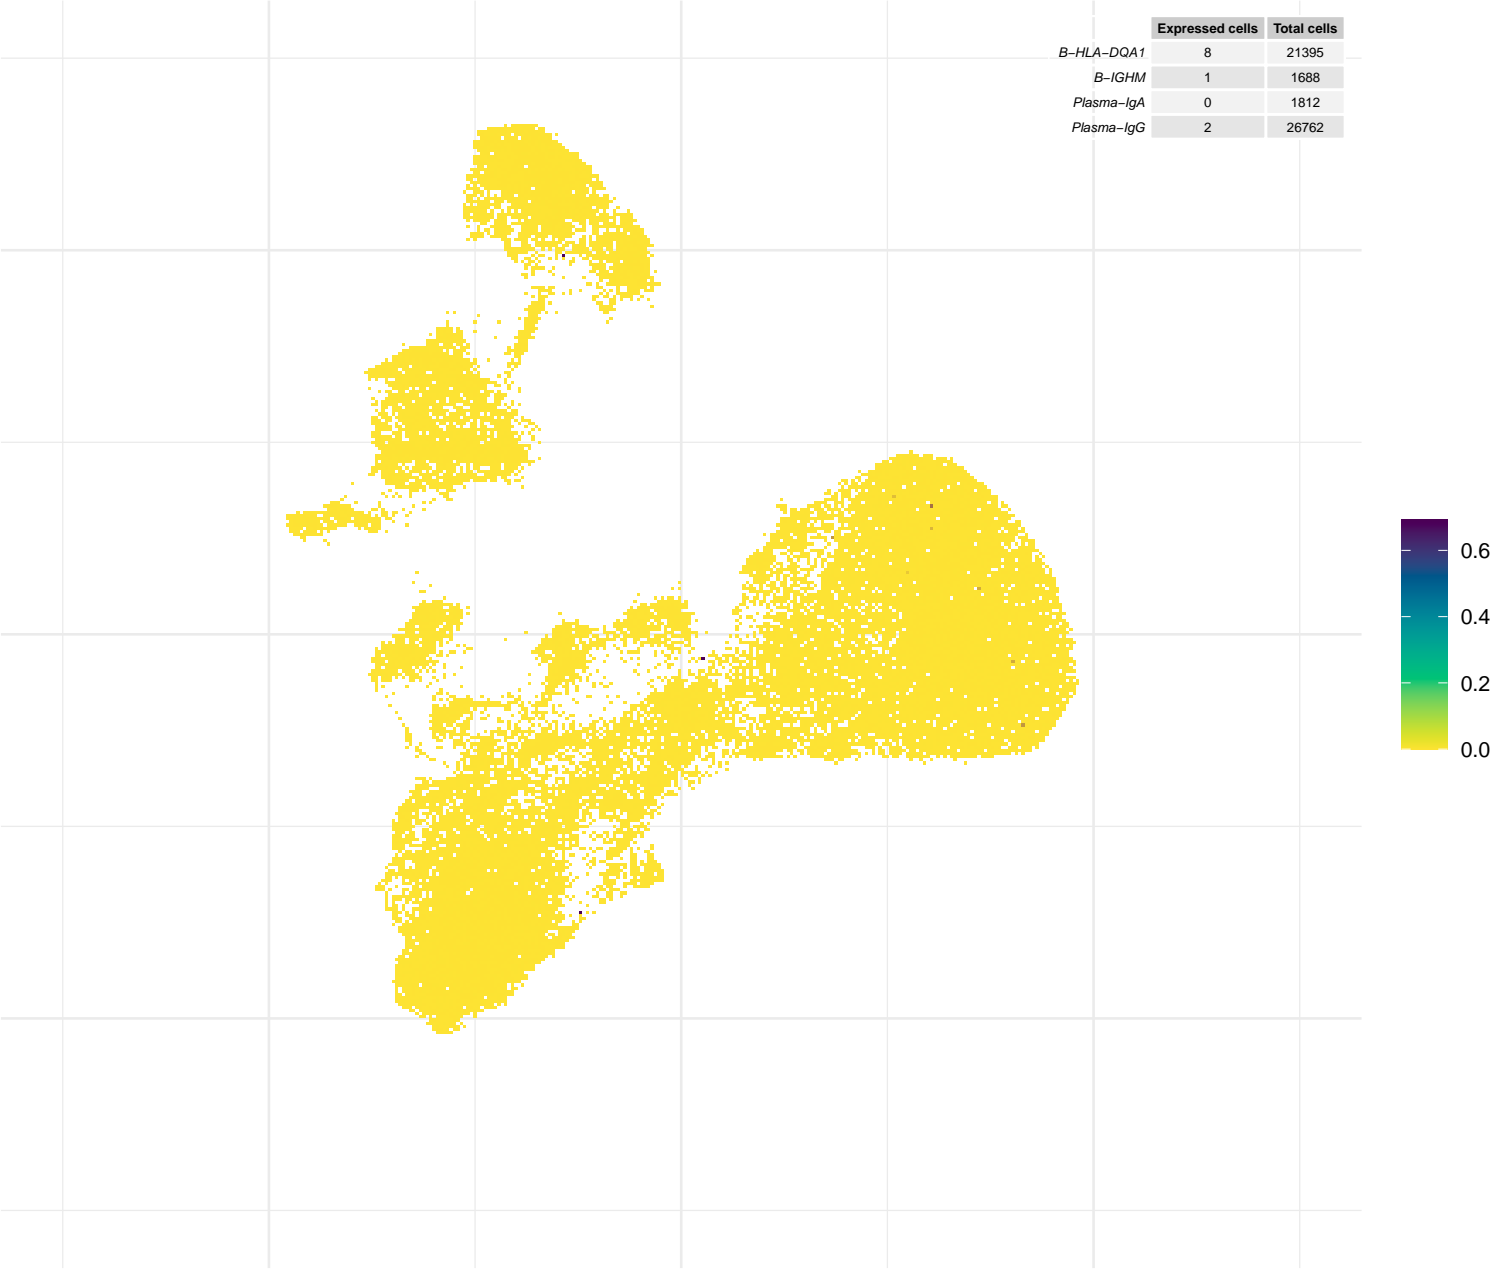 Expressed cells Total cells
B−HLA−DQA1 8 21395
B−IGHM 1 1688
Plasma−IgA 0 1812
Plasma−IgG 2 26762
0.6
0.4
0.2
0.0